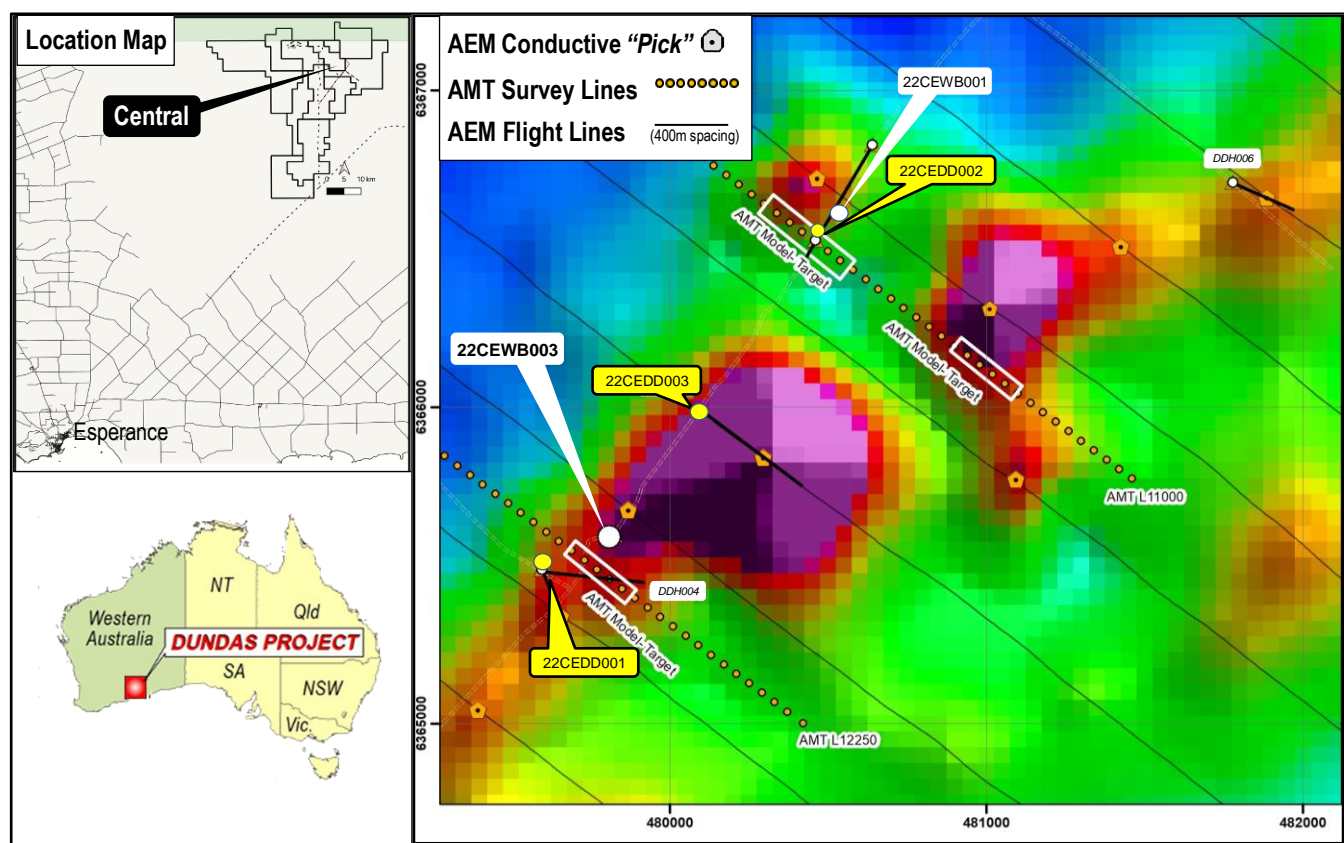 Location Map
Central
0 5 10 km
Esperance
Western
Australia
NT
Qld
SA
NSW
Vic.
DUNDAS PROJECT
AEM Conductive “Pick”
AMT Survey Lines
AEM Flight Lines (400m spacing)
22CEWB001
22CEDD002
DDH006
AMT Model- Target
AMT Model- Target
22CEWB003
22CEDD003
AMT L11000
DDH004
AMT Model- Target
22CEDD001
AMT L12250
6367000
6366000
6365000
480000
481000
482000